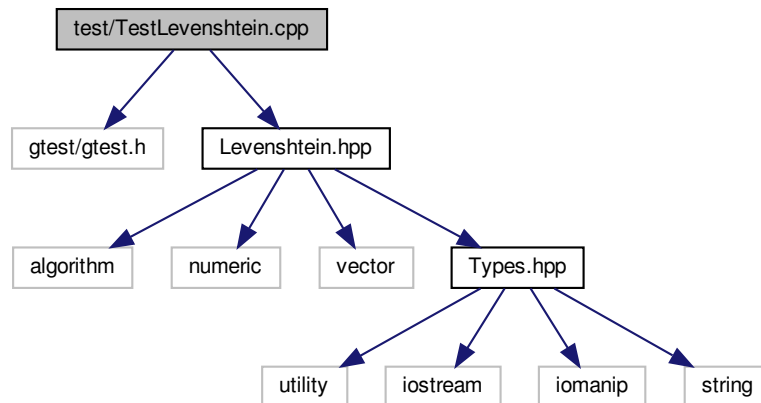 test/TestLevenshtein.cpp
gtest/gtest.h
Levenshtein.hpp
algorithm
numeric
vector
Types.hpp
utility
iostream
iomanip
string